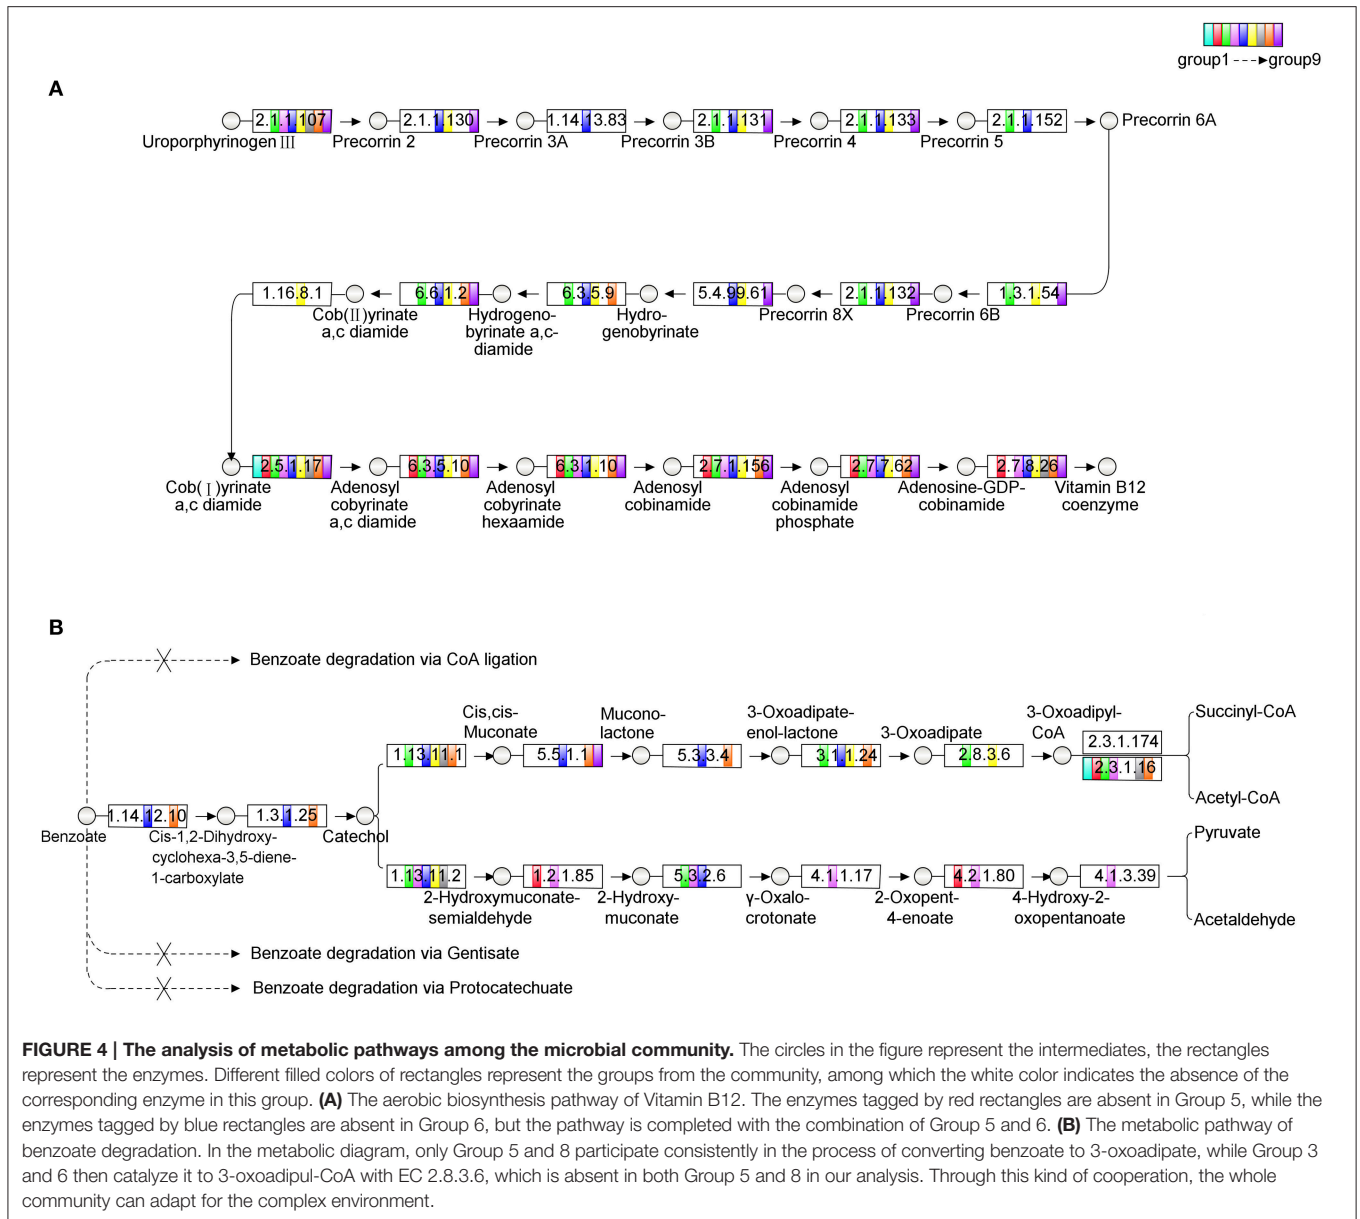 group1 ---►group9
A
2.1.1.107
2.1.1.130
1.14.13.83
2.1.1.131
2.1.1.133
2.1.1.152
Precorrin 6A
Uroporphyrinogen Ⅲ
Precorrin 2
Precorrin 3A
Precorrin 3B
Precorrin 4
Precorrin 5
1.16.8.1
6.6.1.2
6.3.5.9
5.4.99.61
2.1.1.132
1.3.1.54
Cob(Ⅱ)yrinate
a,c diamide
Hydrogeno-
byrinate a,c-
diamide
Hydro-
genobyrinate
Precorrin 8X
Precorrin 6B
2.5.1.17
6.3.5.10
6.3.1.10
2.7.1.156
2.7.7.62
2.7.8.26
Cob(Ⅰ)yrinate
a,c diamide
Adenosyl
cobyrinate
a,c diamide
Adenosyl
cobyrinate
hexaamide
Adenosyl
cobinamide
Adenosyl
cobinamide
phosphate
Adenosine-GDP-
cobinamide
Vitamin B12
coenzyme
B
Benzoate degradation via CoA ligation
Cis,cis-
Muconate
Mucono-
lactone
3-Oxoadipate-
enol-lactone
3-Oxoadipate
3-Oxoadipyl-
CoA
Succinyl-CoA
1.13.11.1
5.5.1.1
5.3.3.4
3.1.1.24
2.8.3.6
2.3.1.174
2.3.1.16
Acetyl-CoA
1.14.12.10
1.3.1.25
Benzoate
Cis-1,2-Dihydroxy-
cyclohexa-3,5-diene-
1-carboxylate
Catechol
Pyruvate
1.13.11.2
1.2.1.85
5.3.2.6
4.1.1.17
4.2.1.80
4.1.3.39
2-Hydroxymuconate-
semialdehyde
2-Hydroxy-
muconate
γ-Oxalo-
crotonate
2-Oxopent-
4-enoate
4-Hydroxy-2-
oxopentanoate
Acetaldehyde
Benzoate degradation via Gentisate
Benzoate degradation via Protocatechuate
FIGURE 4 | The analysis of metabolic pathways among the microbial community. The circles in the figure represent the intermediates, the rectangles
represent the enzymes. Different filled colors of rectangles represent the groups from the community, among which the white color indicates the absence of the
corresponding enzyme in this group. (A) The aerobic biosynthesis pathway of Vitamin B12. The enzymes tagged by red rectangles are absent in Group 5, while the
enzymes tagged by blue rectangles are absent in Group 6, but the pathway is completed with the combination of Group 5 and 6. (B) The metabolic pathway of
benzoate degradation. In the metabolic diagram, only Group 5 and 8 participate consistently in the process of converting benzoate to 3-oxoadipate, while Group 3
and 6 then catalyze it to 3-oxoadipul-CoA with EC 2.8.3.6, which is absent in both Group 5 and 8 in our analysis. Through this kind of cooperation, the whole
community can adapt for the complex environment.